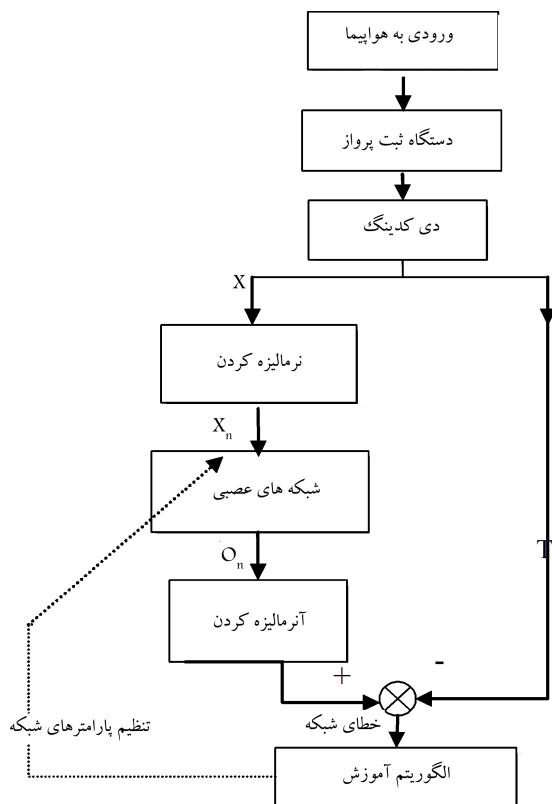 ورودی به هواپیما
دستگاه ثبت پرواز
دی کدینگ
X
نرمالیزه کردن
Xn
شبکه های عصبی
On
T
آنرمالیزه کردن
+
-
خطای شبکه
تنظیم پارامترهای شبکه
الگوریتم آموزش